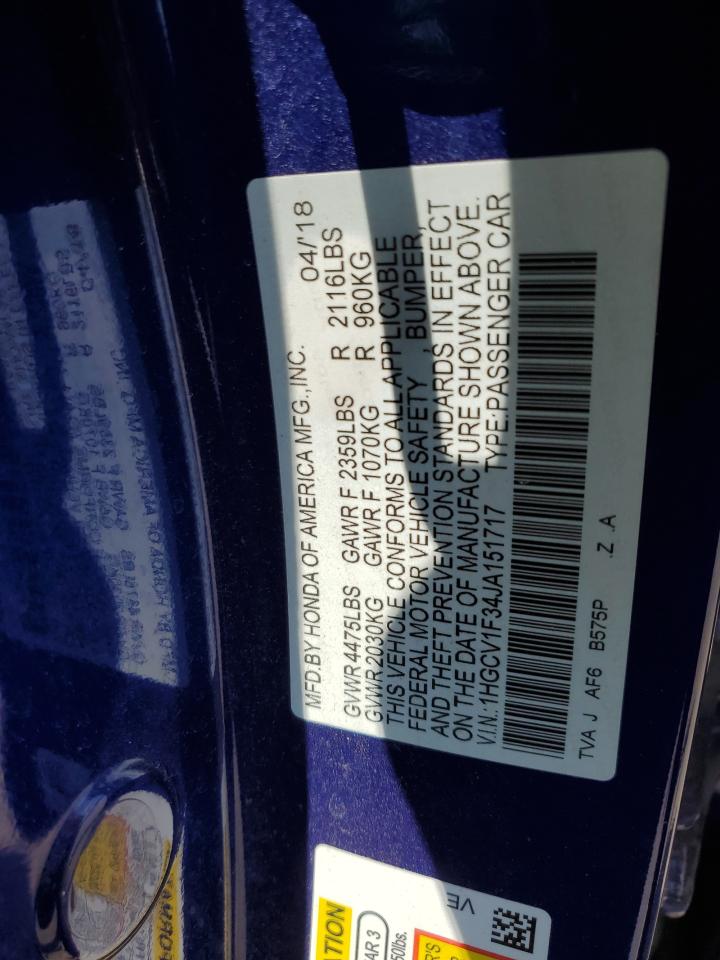 MFD.BY HONDA OF AMERICA MFG.,INC. 04/'18
GVWR 4475LBS GAWR F 2359LBS R 2116LBS
GVWR 2030KG GAWR F 1070KG R 960KG
THIS VEHICLE CONFORMS TO ALL APPLICABLE
FEDERAL MOTOR VEHICLE SAFETY , BUMPER,
AND THEFT PREVENTION STANDARDS IN EFFECT
ON THE DATE OF MANUFACTURE SHOWN ABOVE.
V.I.N.:1HGCV1F34JA151717 TYPE:PASSENGER CAR
TVA J AF6 B575P .Z .A
VE